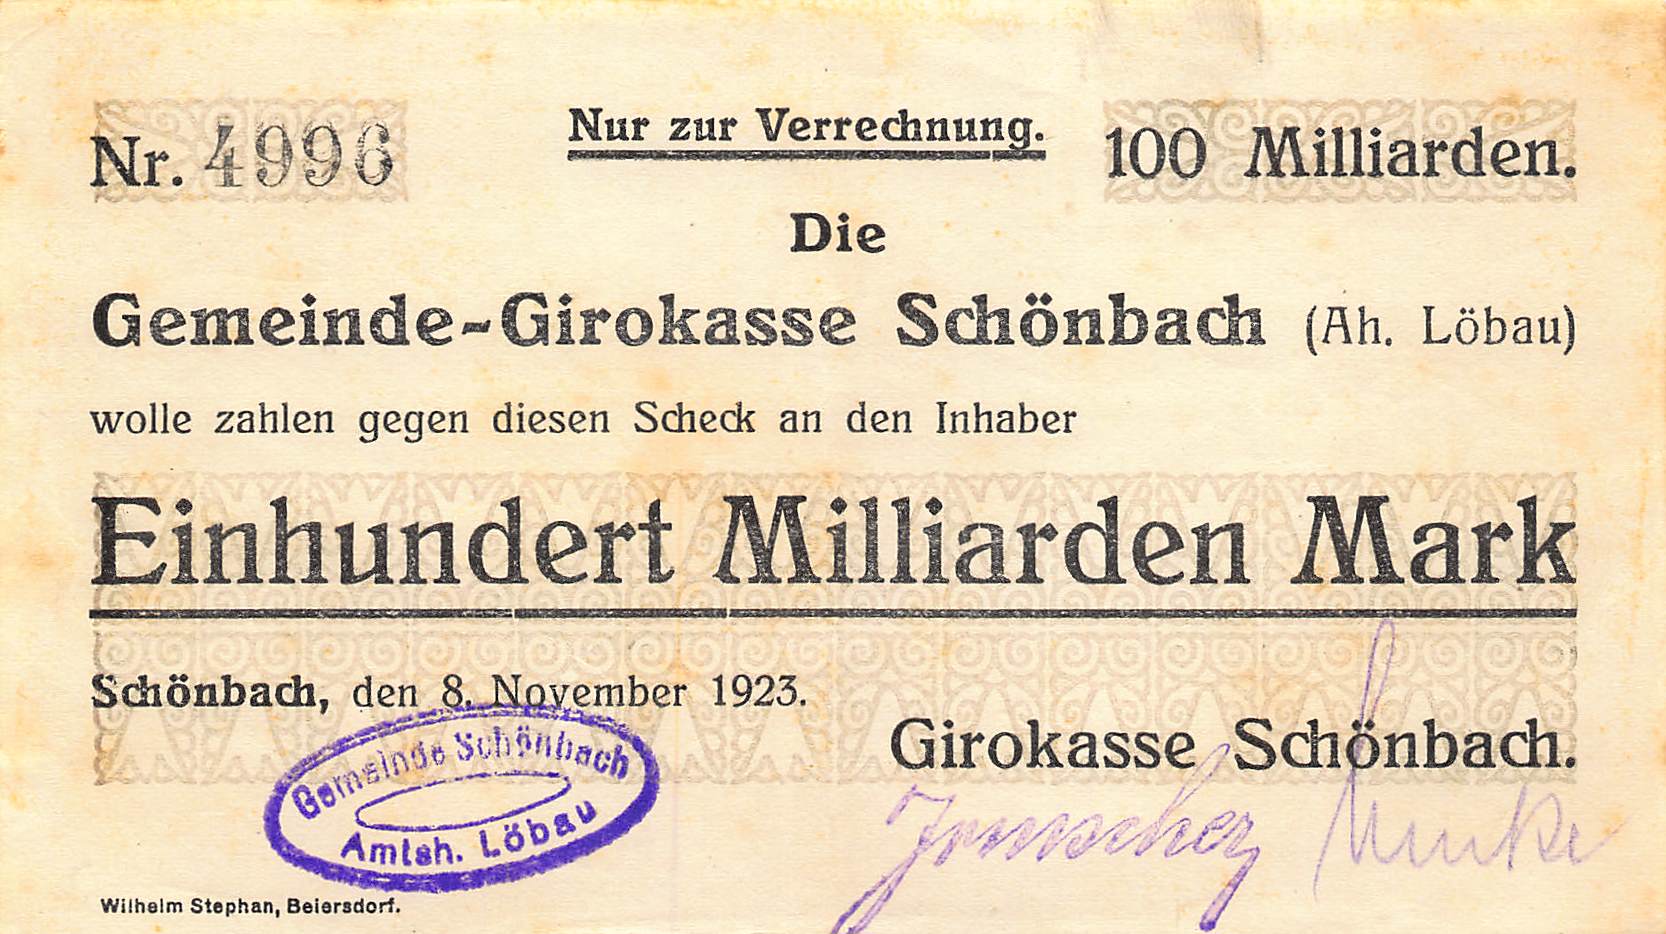 Nur zur Verrechnung.
Nr. 4996
100 Milliarden.
Die
Gemeinde-Girokasse Schönbach (Ah. Löbau)
wolle zahlen gegen diesen Scheck an den Inhaber
Einhundert Milliarden Mark
Schönbach, den 8. November 1923.
Girokasse Schönbach.
Gemeinde Schönbach
Amtsh. Löbau
Wilhelm Stephan, Beiersdorf.